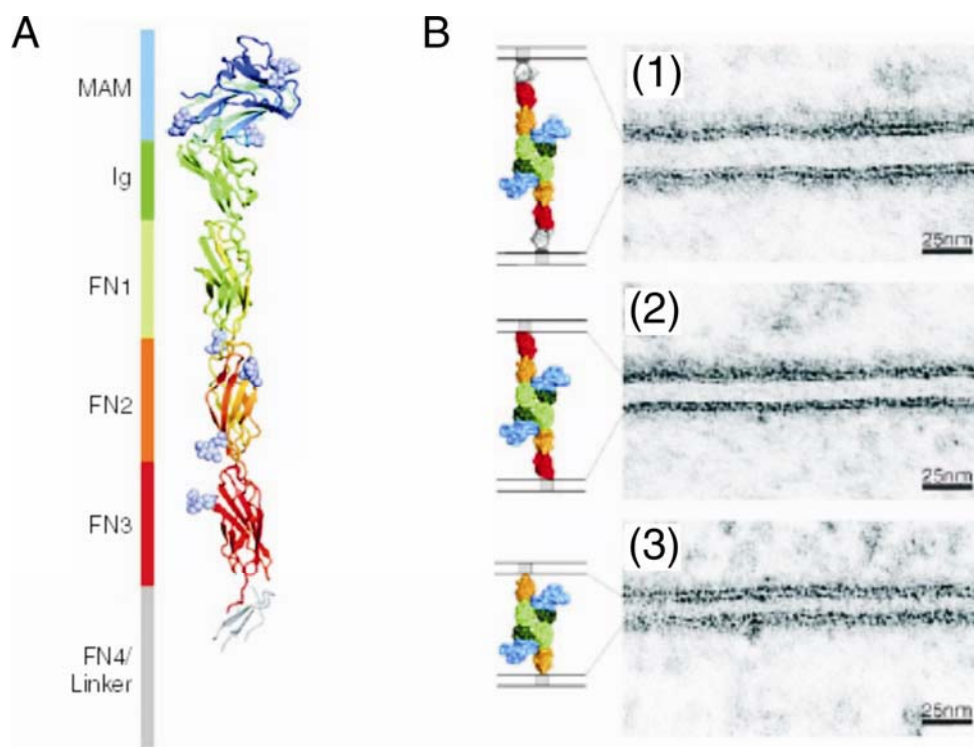 A
MAM
Ig
FN1
FN2
FN3
FN4/
Linker
B
(1)
25nm
(2)
25nm
(3)
25nm